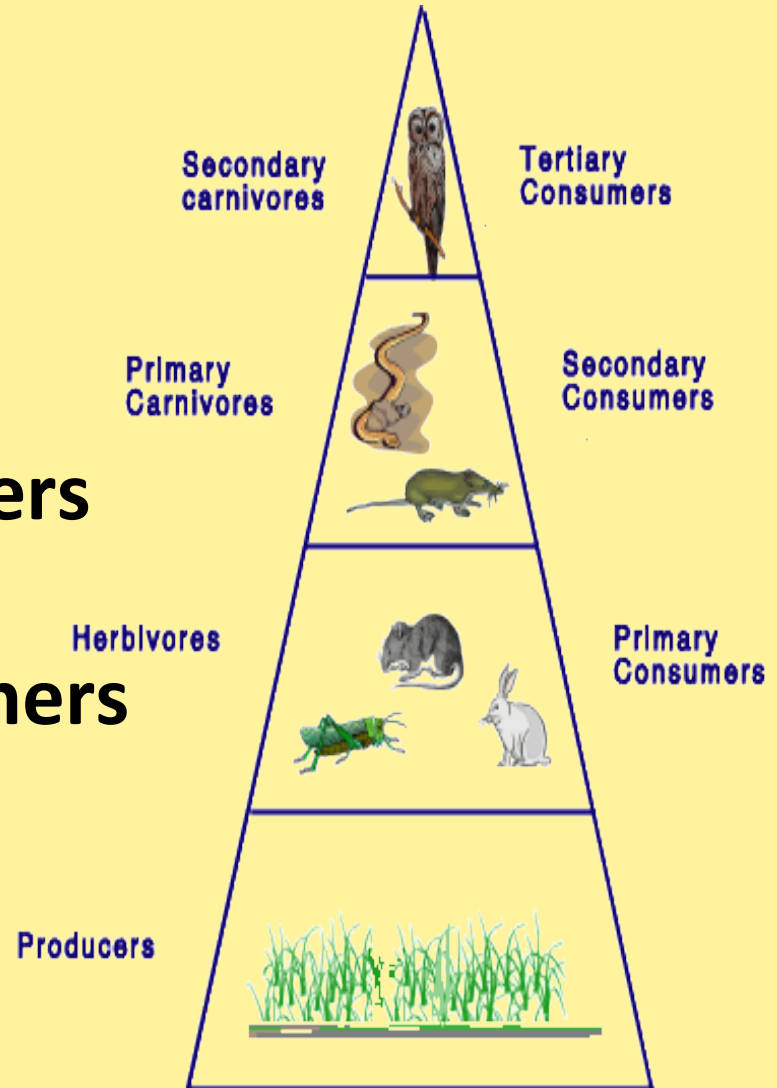 Secondary
carnivores
Tertiary
Consumers
Primary
Carnivores
Secondary
Consumers
ers
Herbivores
Primary
Consumers
ners
Producers